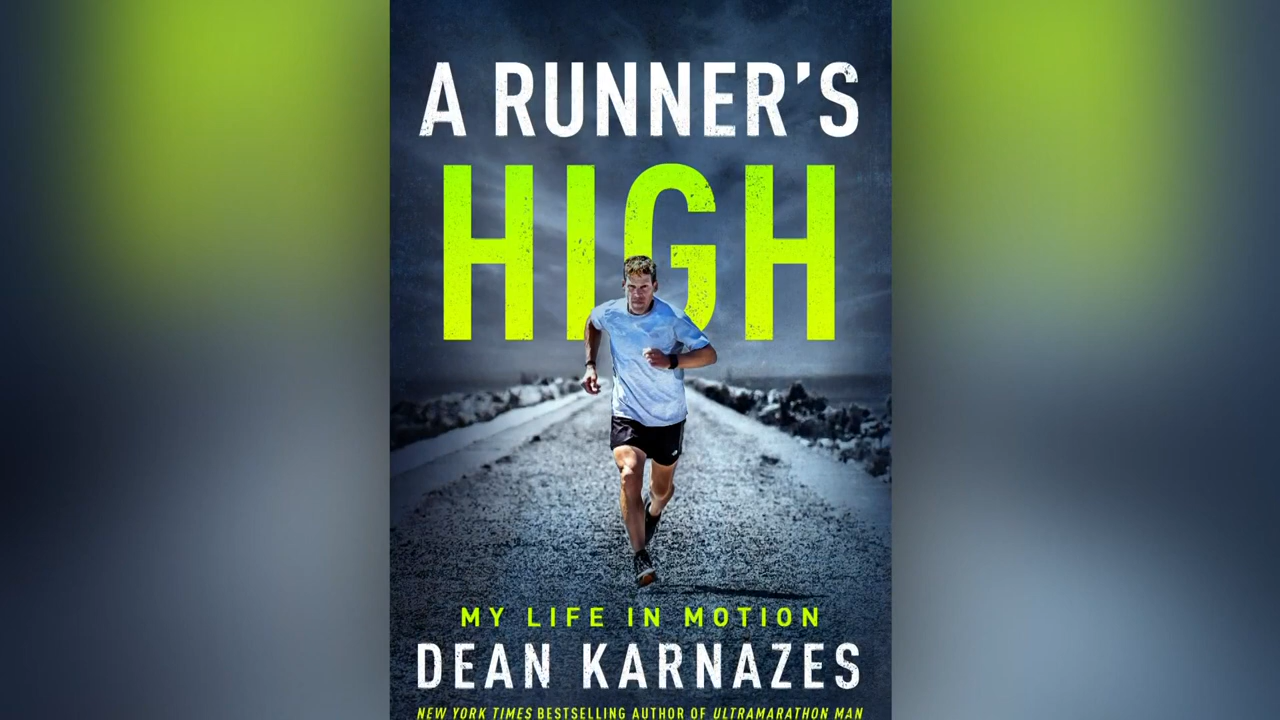 A RUNNER'S
HIGH
MY LIFE IN MOTION
DEAN KARNAZES
NEW YORK TIMES BESTSELLING AUTHOR OF ULTRAMARATHON MAN